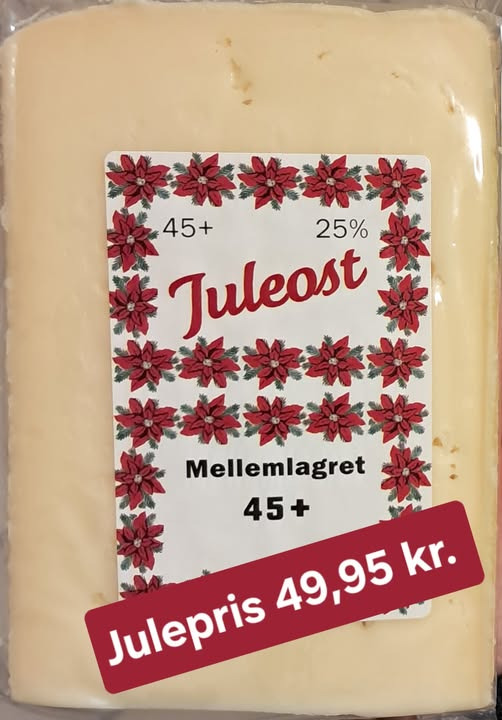 45+ 25%
Juleost
Mellemlagret
45+
Julepris 49,95 kr.